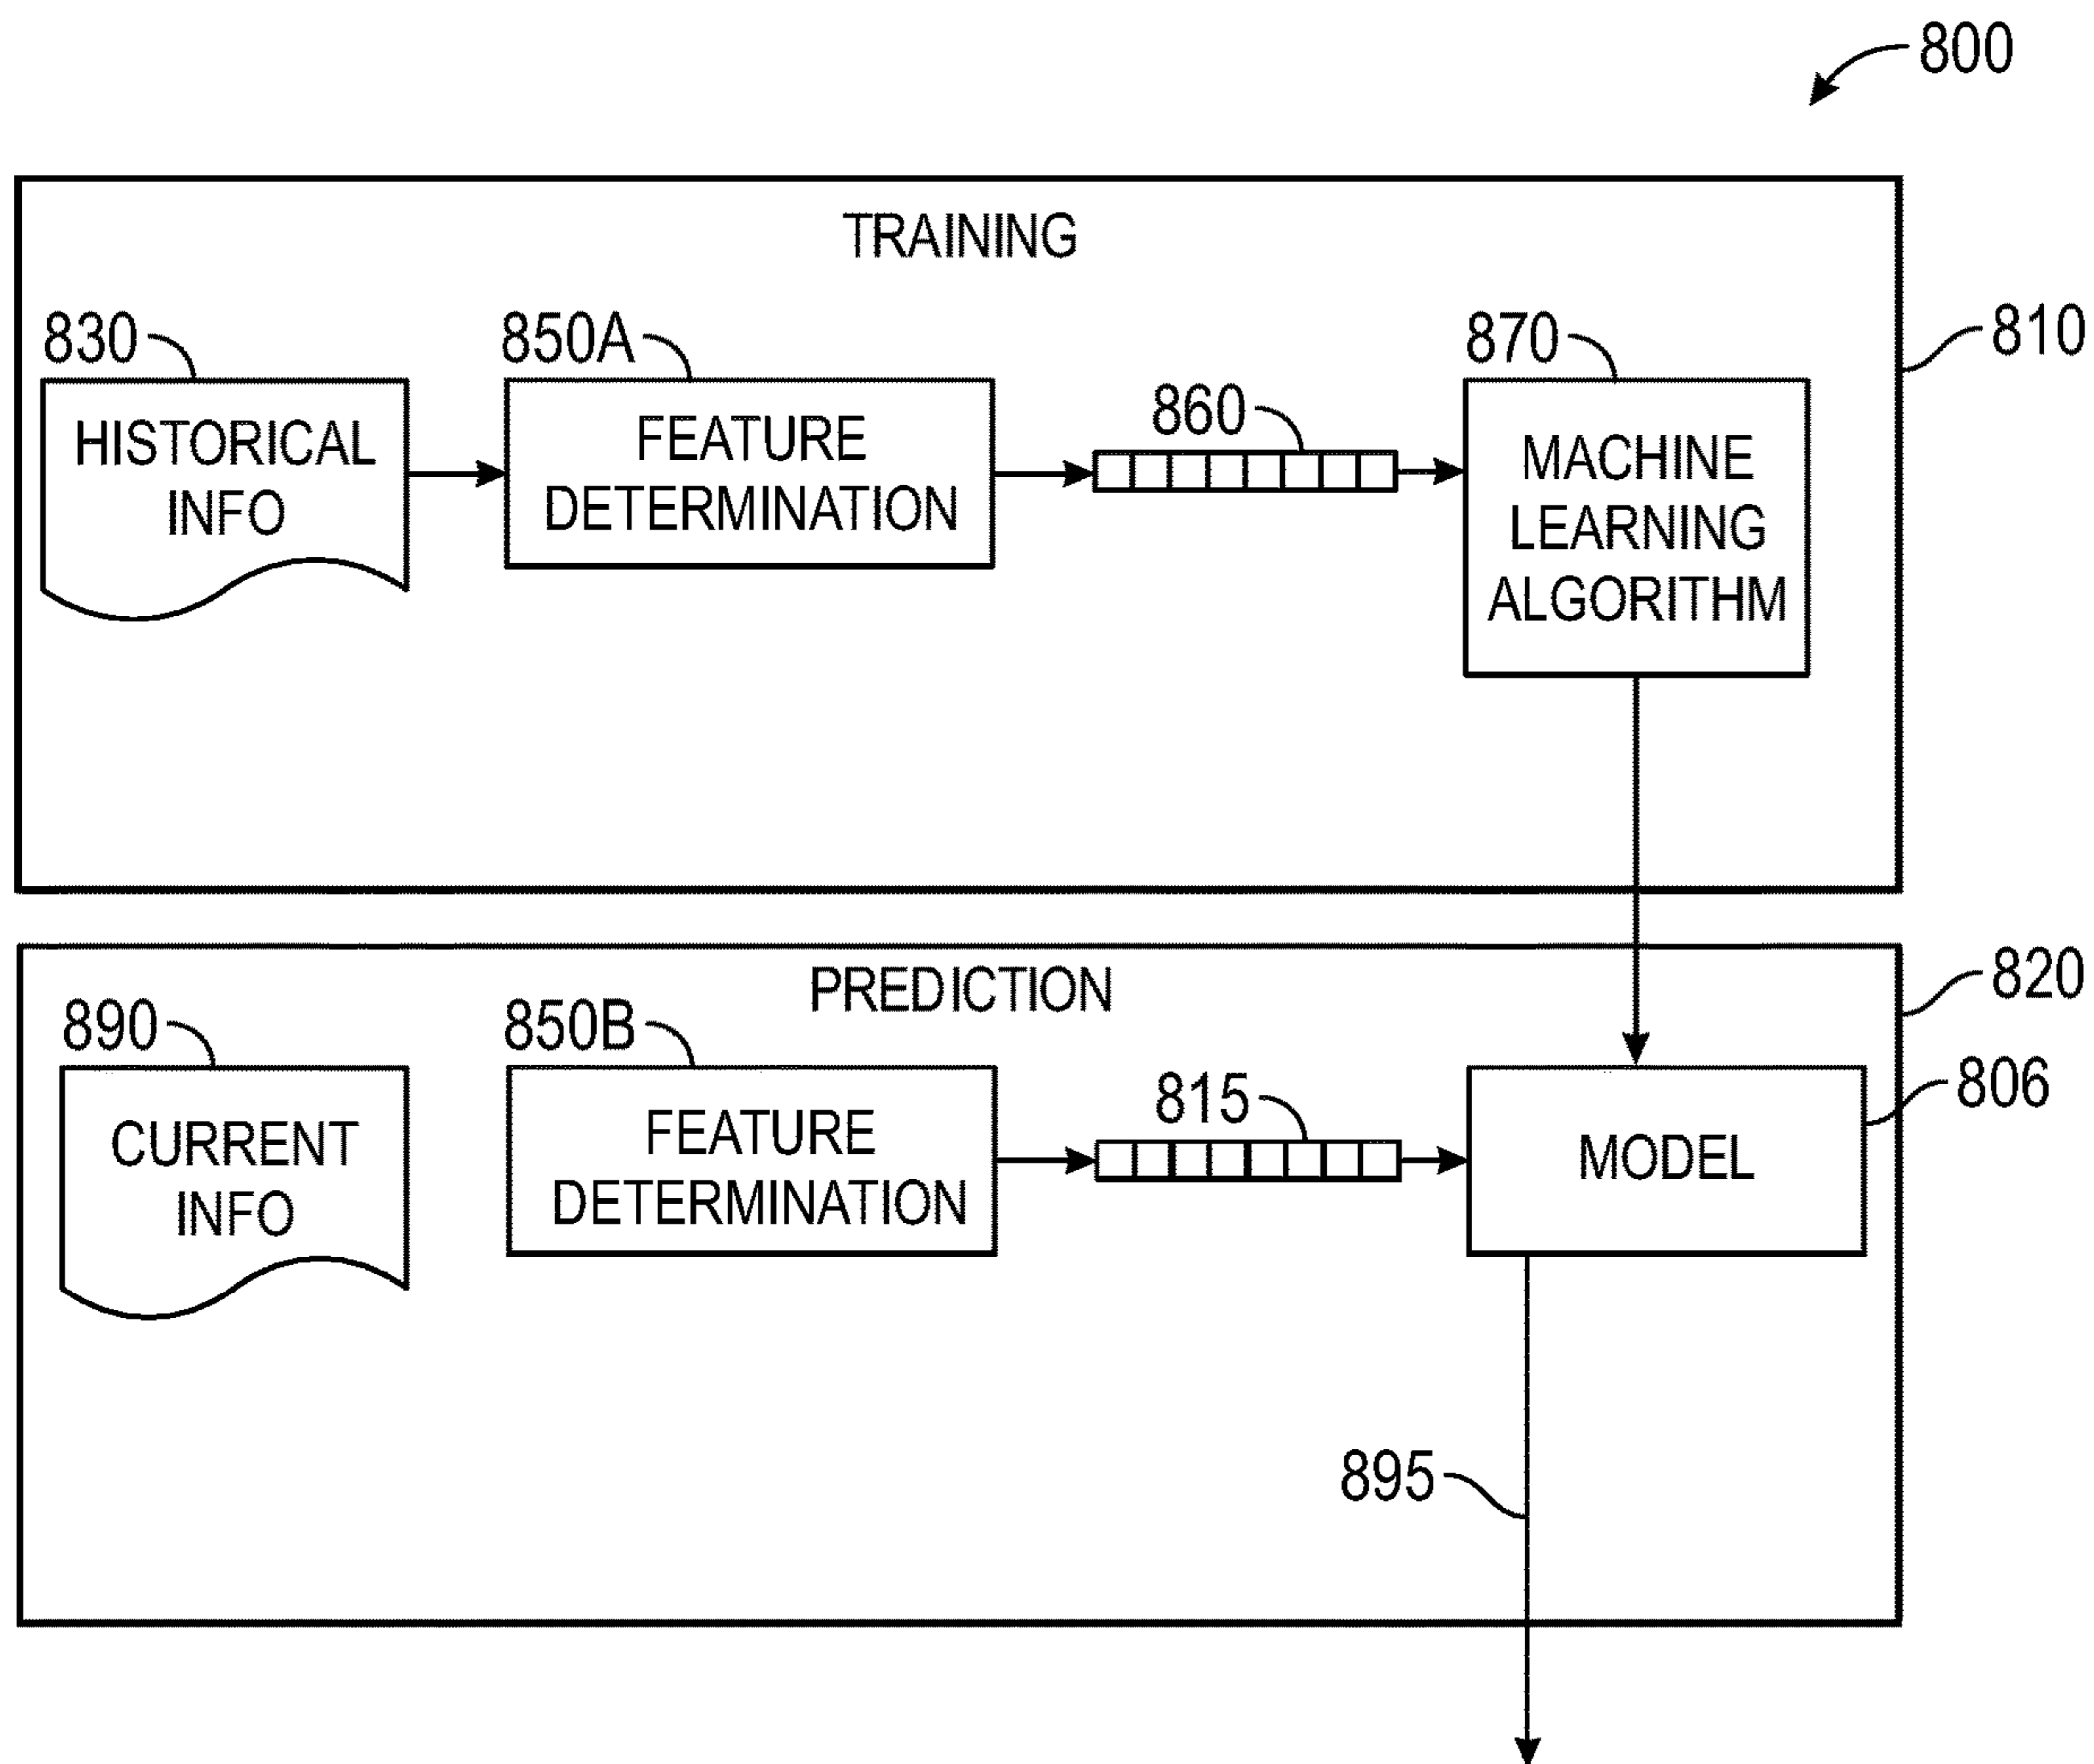 800
TRAINING
810
830
HISTORICAL
INFO
850A
FEATURE
DETERMINATION
860
870
MACHINE
LEARNING
ALGORITHM
PREDICTION
820
890
CURRENT
INFO
850B
FEATURE
DETERMINATION
815
MODEL
806
895